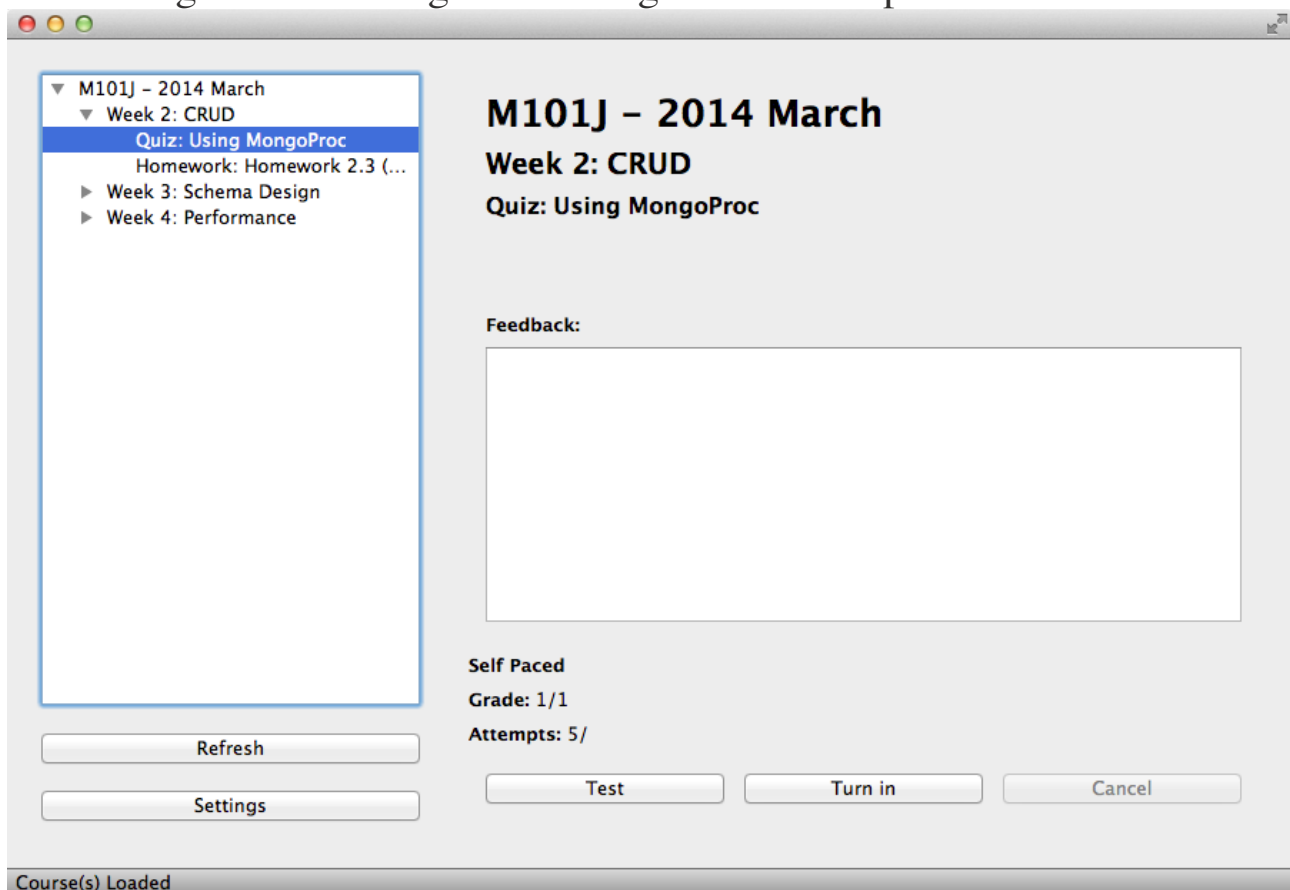 M101J – 2014 March
Week 2: CRUD
Quiz: Using MongoProc
Homework: Homework 2.3 (...
Week 3: Schema Design
Week 4: Performance
Refresh
Settings
M101J – 2014 March
Week 2: CRUD
Quiz: Using MongoProc
Feedback:
Self Paced
Grade: 1/1
Attempts: 5/
Test Turn in Cancel
Course(s) Loaded